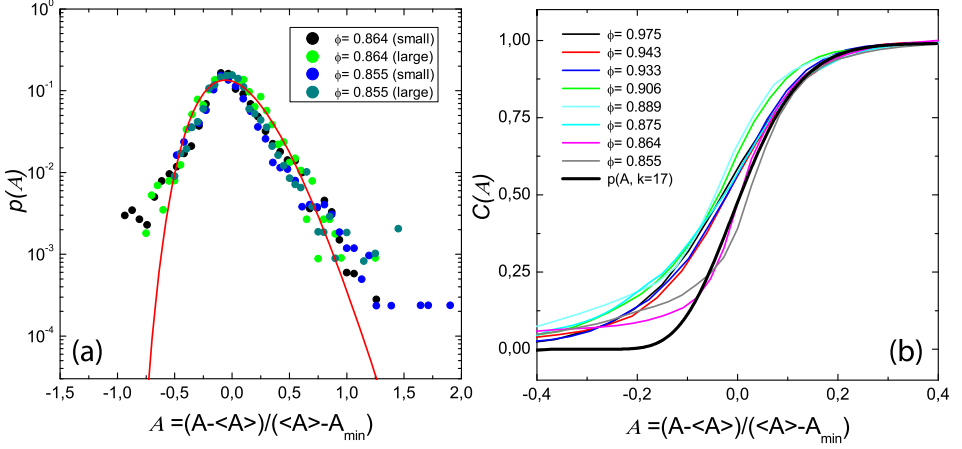 10⁰
10⁻¹
10⁻²
10⁻³
10⁻⁴
p(A)
ϕ= 0.864 (small)
ϕ= 0.864 (large)
ϕ= 0.855 (small)
ϕ= 0.855 (large)
(a)
-1,5 -1,0 -0,5 0,0 0,5 1,0 1,5 2,0
A =(A-<A>)/(<A>-Aₘᵢₙ)
1,00
0,75
0,50
0,25
0,00
C(A)
ϕ= 0.975
ϕ= 0.943
ϕ= 0.933
ϕ= 0.906
ϕ= 0.889
ϕ= 0.875
ϕ= 0.864
ϕ= 0.855
p(A, k=17)
(b)
-0,4 -0,2 0,0 0,2 0,4
A =(A-<A>)/(<A>-Aₘᵢₙ)